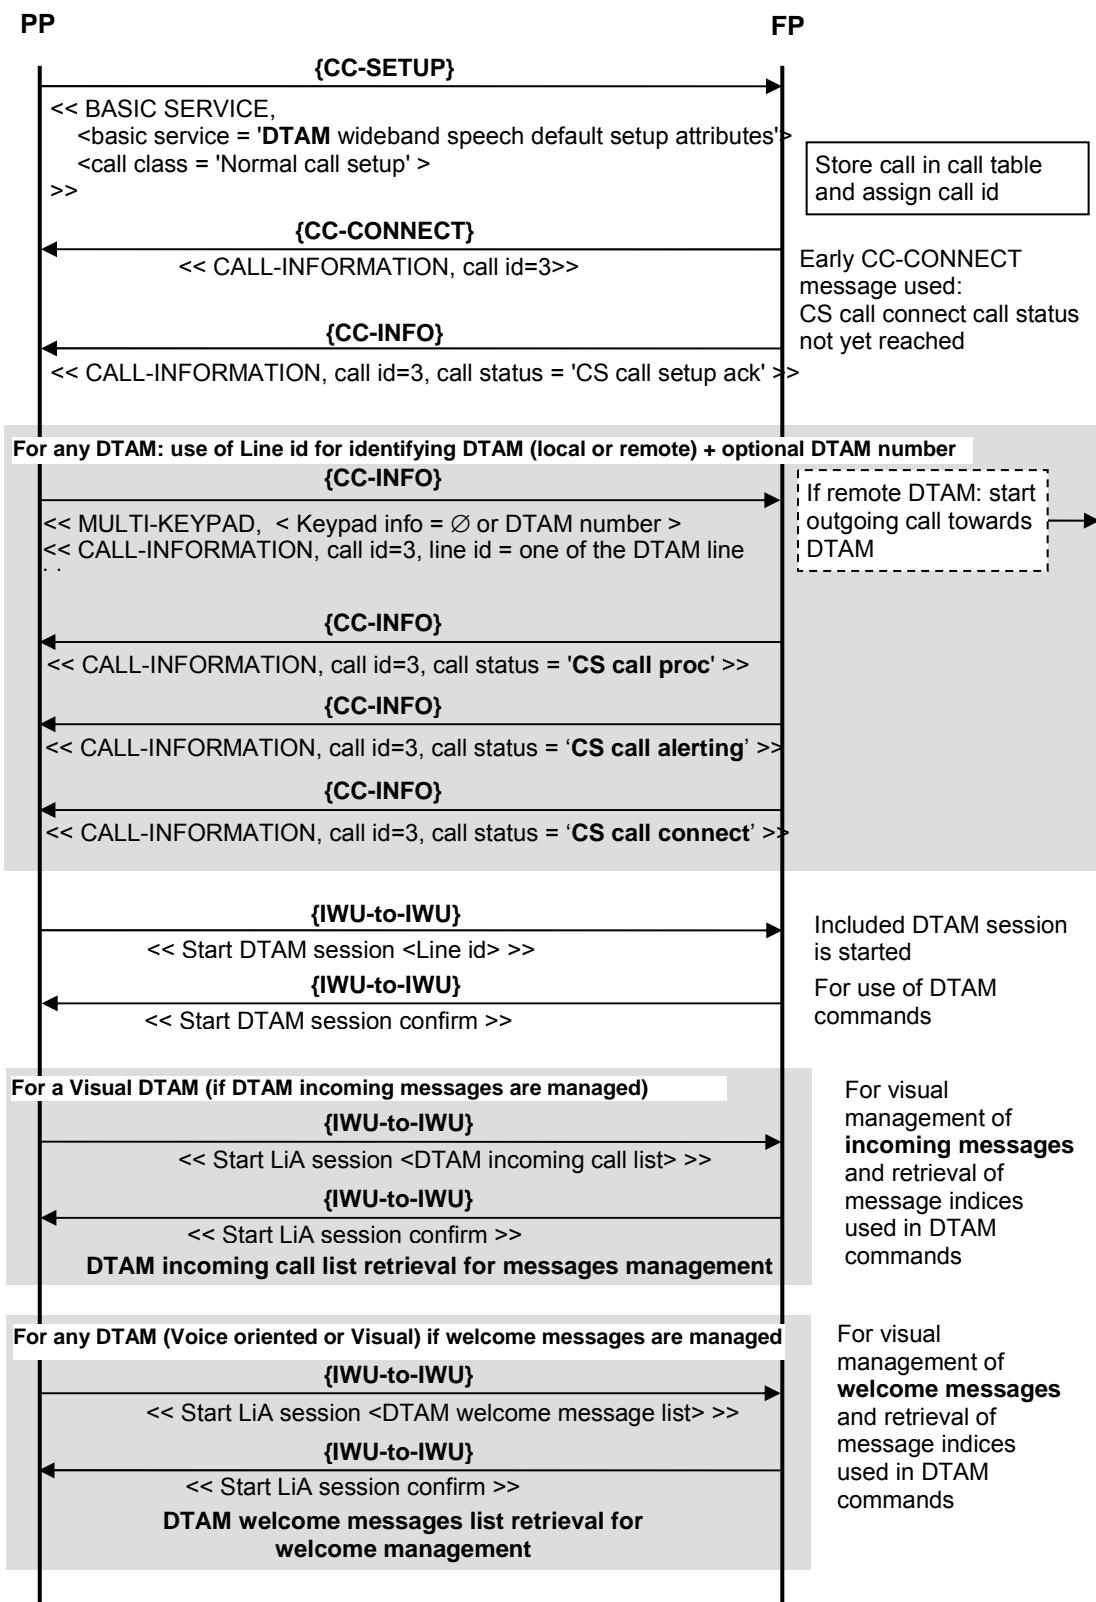 PP
FP
{CC-SETUP}
<< BASIC SERVICE,
<basic service = 'DTAM wideband speech default setup attributes'>
<call class = 'Normal call setup' >
>>
Store call in call table
and assign call id
{CC-CONNECT}
<< CALL-INFORMATION, call id=3>>
Early CC-CONNECT
message used:
CS call connect call status
not yet reached
{CC-INFO}
<< CALL-INFORMATION, call id=3, call status = 'CS call setup ack' >>
For any DTAM: use of Line id for identifying DTAM (local or remote) + optional DTAM number
{CC-INFO}
<< MULTI-KEYPAD, < Keypad info = ∅ or DTAM number >
<< CALL-INFORMATION, call id=3, line id = one of the DTAM line
If remote DTAM: start
outgoing call towards
DTAM
{CC-INFO}
<< CALL-INFORMATION, call id=3, call status = 'CS call proc' >>
{CC-INFO}
<< CALL-INFORMATION, call id=3, call status = ‘CS call alerting’ >>
{CC-INFO}
<< CALL-INFORMATION, call id=3, call status = ‘CS call connect’ >>
{IWU-to-IWU}
<< Start DTAM session <Line id> >>
Included DTAM session
is started
{IWU-to-IWU}
<< Start DTAM session confirm >>
For use of DTAM
commands
For a Visual DTAM (if DTAM incoming messages are managed)
{IWU-to-IWU}
<< Start LiA session <DTAM incoming call list> >>
{IWU-to-IWU}
<< Start LiA session confirm >>
DTAM incoming call list retrieval for messages management
For visual
management of
incoming messages
and retrieval of
message indices
used in DTAM
commands
For any DTAM (Voice oriented or Visual) if welcome messages are managed
{IWU-to-IWU}
<< Start LiA session <DTAM welcome message list> >>
{IWU-to-IWU}
<< Start LiA session confirm >>
DTAM welcome messages list retrieval for
welcome management
For visual
management of
welcome messages
and retrieval of
message indices
used in DTAM
commands